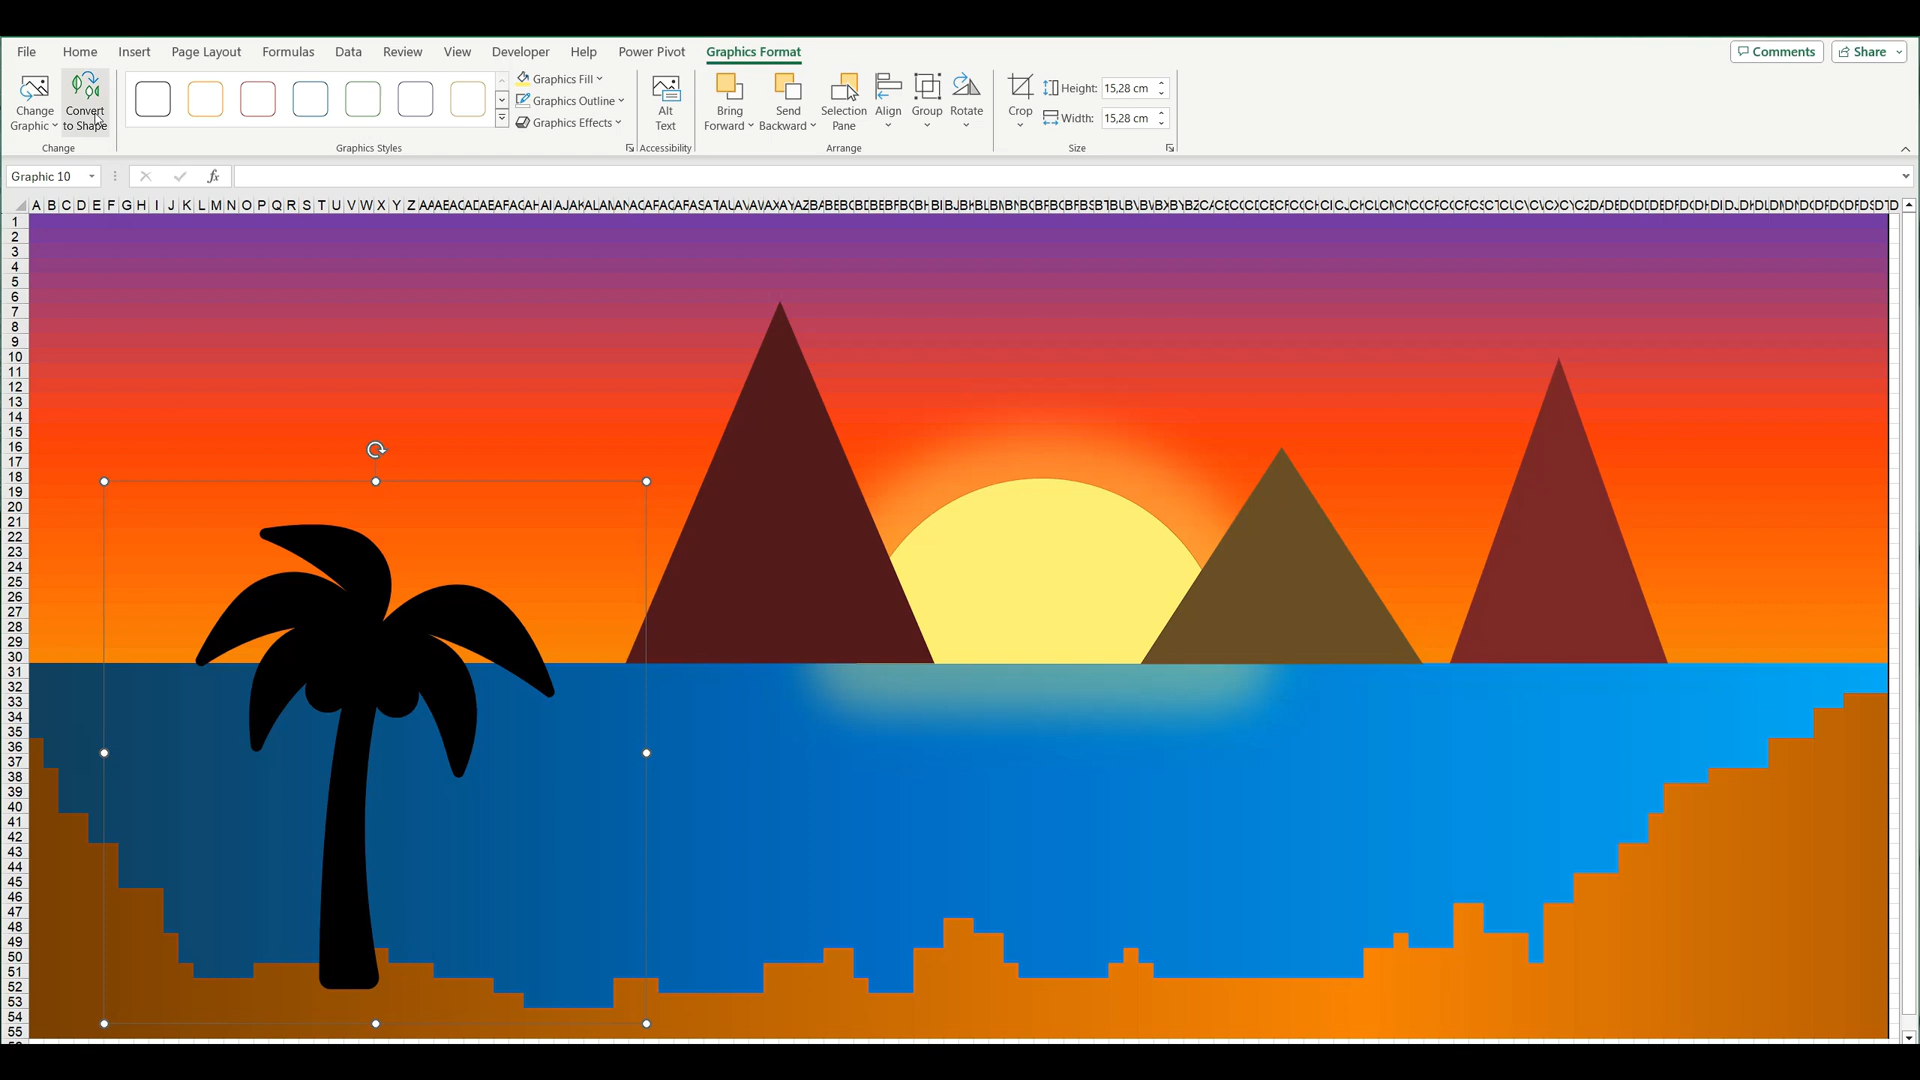 File Home Insert Page Layout Formulas Data Review View Developer Help Power Pivot Graphics Format Comments Share
Change Graphic
Convert to Shape
Change
Graphics Fill
Graphics Outline
Graphics Effects
Graphics Styles
Alt Text
Accessibility
Bring Forward
Send Backward
Selection Pane
Align
Group
Rotate
Arrange
Crop
Height: 15,28 cm
Width: 15,28 cm
Size
Graphic 10
fx
A B C D E F G H I J K L M N O P Q R S T U V W X Y Z
1
2
3
4
5
6
7
8
9
10
11
12
13
14
15
16
17
18
19
20
21
22
23
24
25
26
27
28
29
30
31
32
33
34
35
36
37
38
39
40
41
42
43
44
45
46
47
48
49
50
51
52
53
54
55